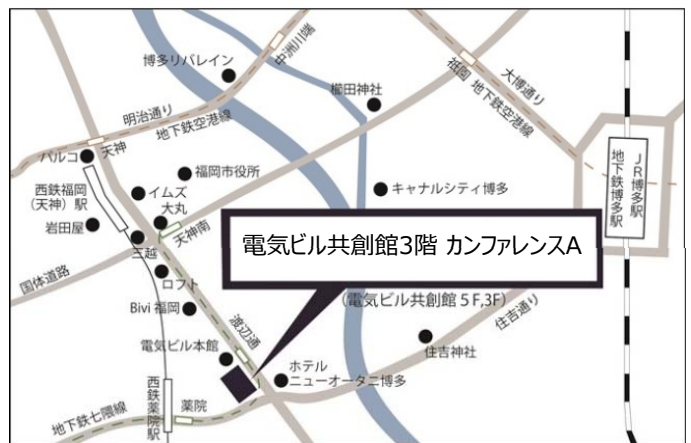 博多リバレイン
中洲川端
櫛田神社
祇園
地下鉄空港線
大博通り
明治通り
地下鉄空港線
パルコ
天神
福岡市役所
西鉄福岡
(天神)駅
イムズ
大丸
キャナルシティ博多
JR博多駅
地下鉄博多駅
岩田屋
三越
天神南
電気ビル共創館3階 カンファレンスA
国体道路
ロフト
(電気ビル共創館5F,3F)
Bivi 福岡
渡辺通
住吉通り
電気ビル本館
住吉神社
ホテル
ニューオータニ博多
西鉄薬院駅
薬院
地下鉄七隈線